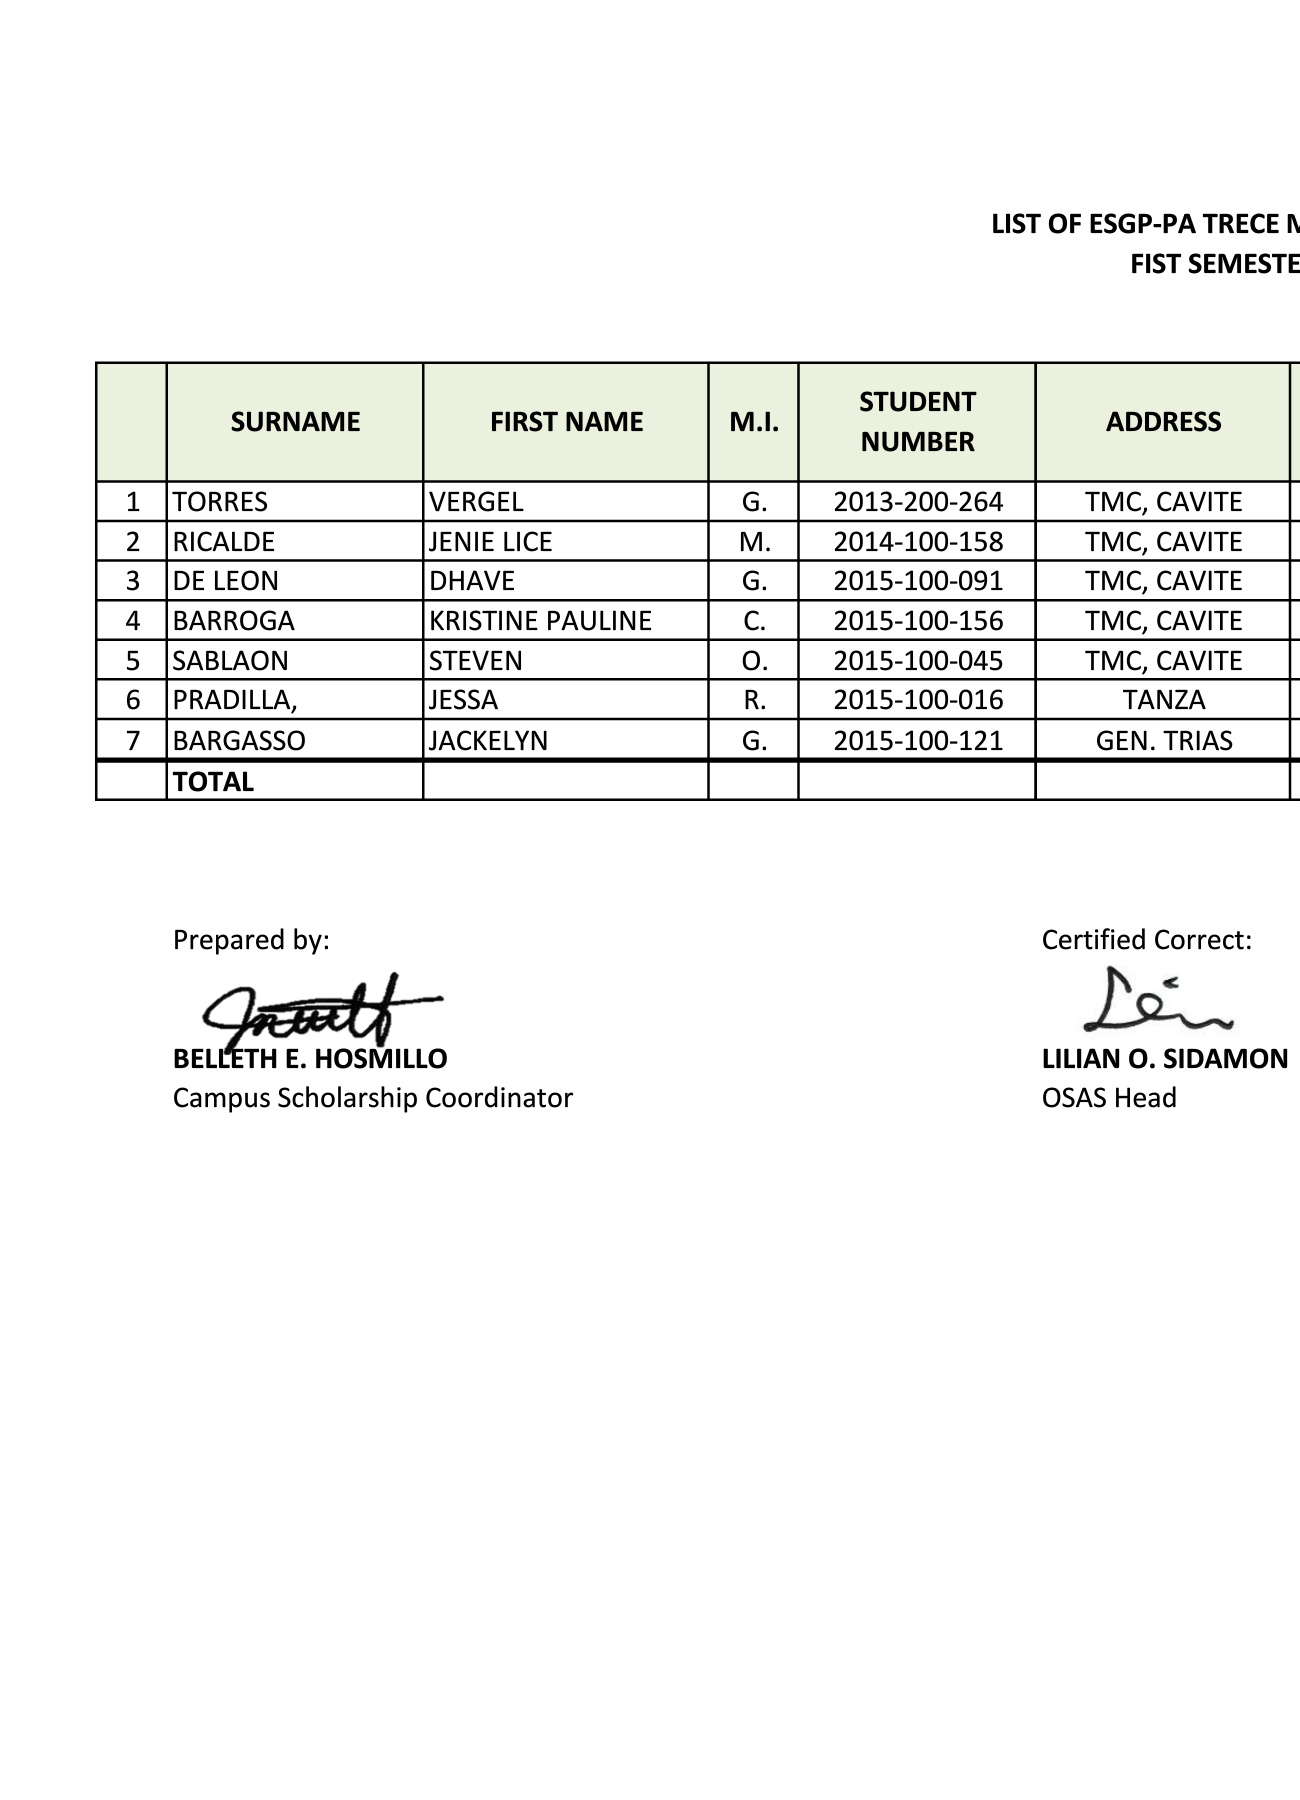 LIST OF ESGP-PA TRECE M
FIST SEMESTE
SURNAME FIRST NAME M.I. STUDENT NUMBER ADDRESS
1 TORRES VERGEL G. 2013-200-264 TMC, CAVITE
2 RICALDE JENIE LICE M. 2014-100-158 TMC, CAVITE
3 DE LEON DHAVE G. 2015-100-091 TMC, CAVITE
4 BARROGA KRISTINE PAULINE C. 2015-100-156 TMC, CAVITE
5 SABLAON STEVEN O. 2015-100-045 TMC, CAVITE
6 PRADILLA, JESSA R. 2015-100-016 TANZA
7 BARGASSO JACKELYN G. 2015-100-121 GEN. TRIAS
TOTAL
Prepared by: Certified Correct:
BELLETH E. HOSMILLO LILIAN O. SIDAMON
Campus Scholarship Coordinator OSAS Head